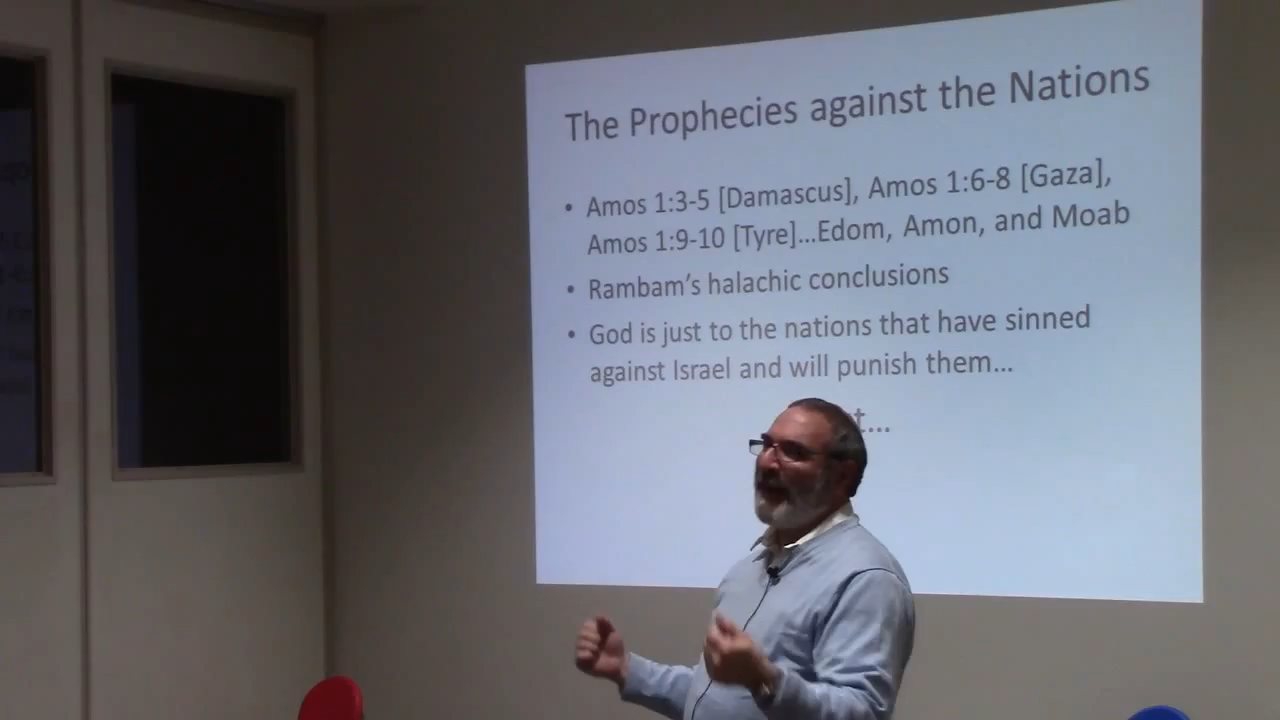 The Prophecies against the Nations
• Amos 1:3-5 [Damascus], Amos 1:6-8 [Gaza],
Amos 1:9-10 [Tyre]...Edom, Amon, and Moab
• Rambam's halachic conclusions
• God is just to the nations that have sinned
against Israel and will punish them...